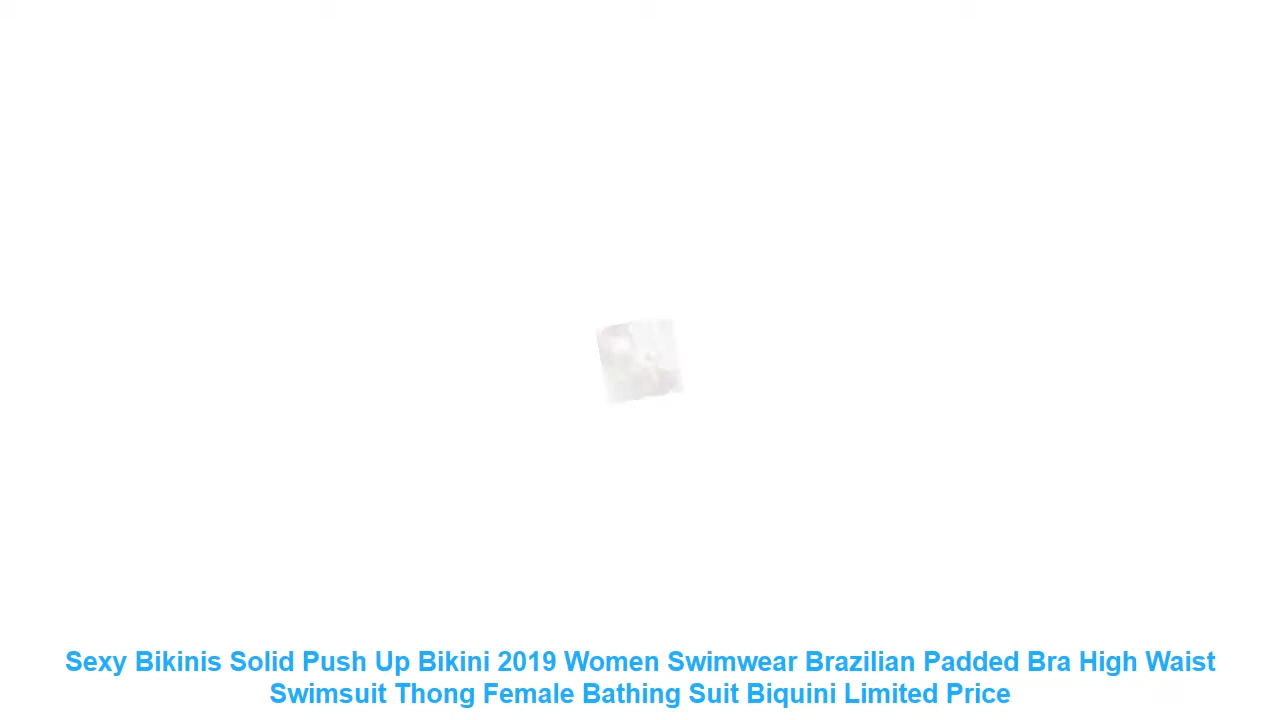 Sexy Bikinis Solid Push Up Bikini 2019 Women Swimwear Brazilian Padded Bra High Waist
Swimsuit Thong Female Bathing Suit Biquini Limited Price